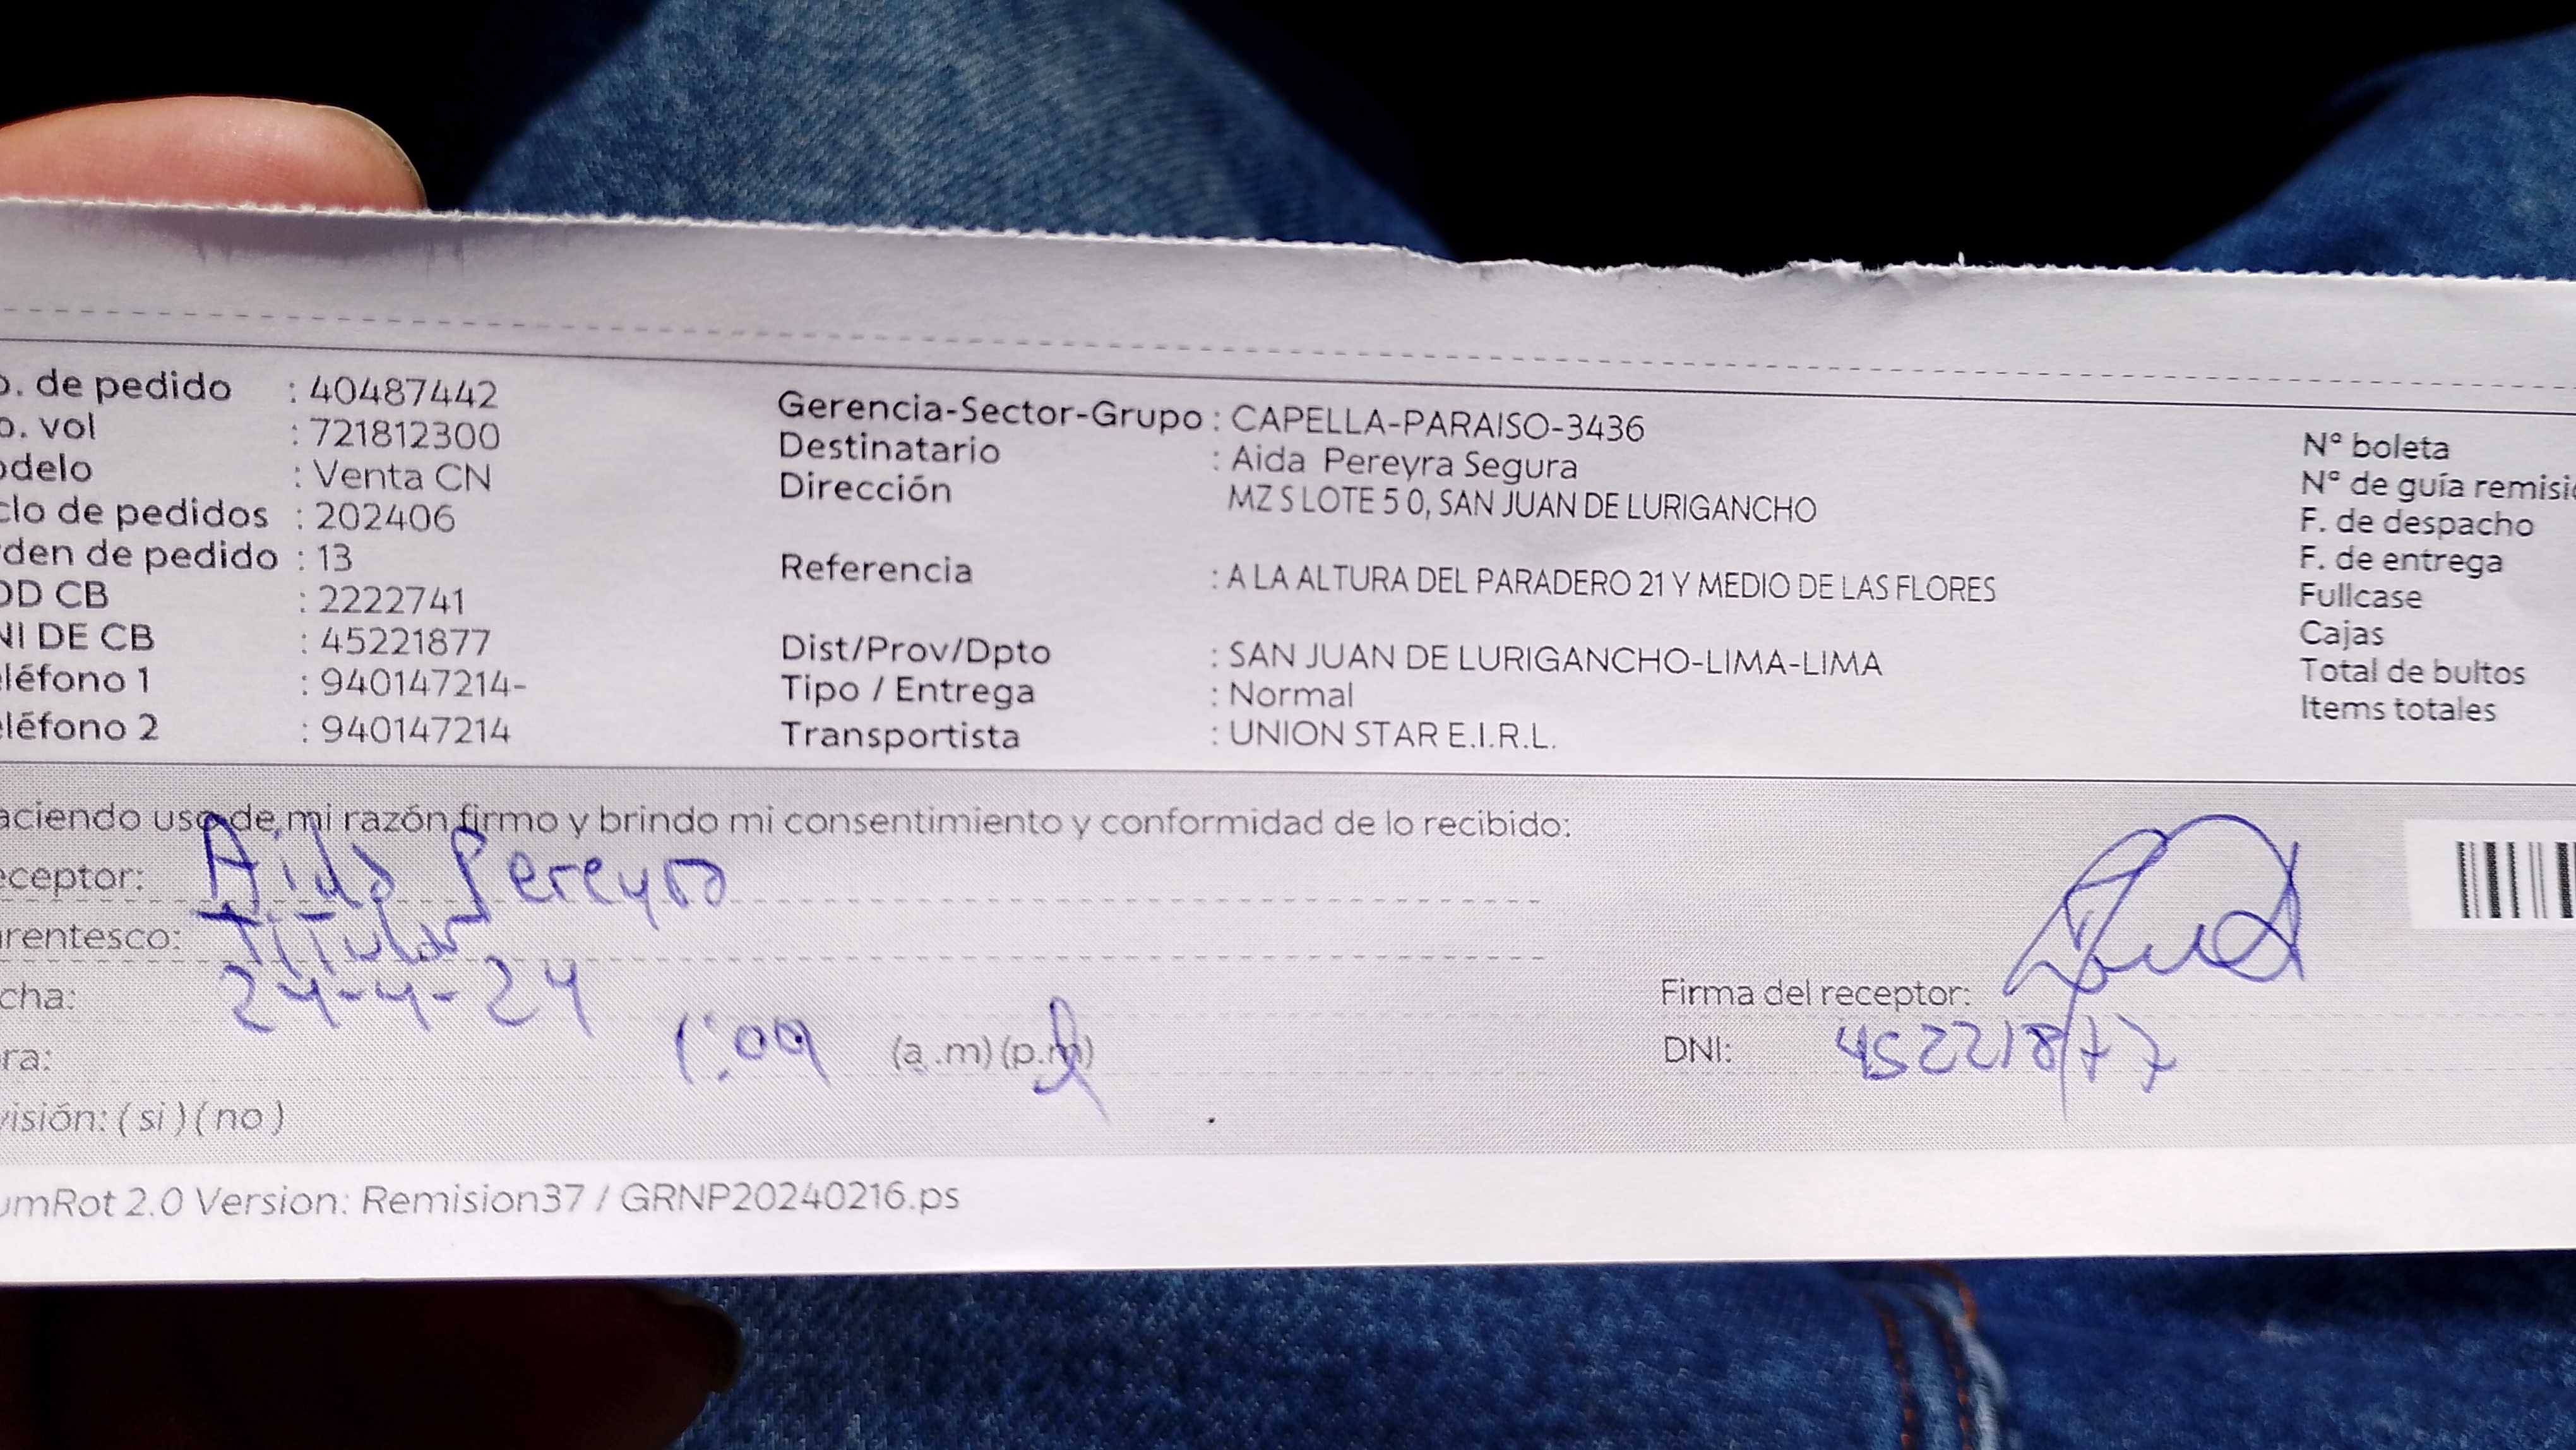 o. de pedido : 40487442
o. vol : 721812300
odelo : Venta CN
clo de pedidos : 202406
rden de pedido : 13
OD CB : 2222741
NI DE CB : 45221877
eléfono 1 : 940147214-
eléfono 2 : 940147214
Gerencia-Sector-Grupo : CAPELLA-PARAISO-3436
Destinatario : Aida Pereyra Segura
Dirección MZ S LOTE 5 0, SAN JUAN DE LURIGANCHO
Referencia : A LA ALTURA DEL PARADERO 21 Y MEDIO DE LAS FLORES
Dist/Prov/Dpto : SAN JUAN DE LURIGANCHO-LIMA-LIMA
Tipo / Entrega : Normal
Transportista : UNION STAR E.I.R.L.
N° boleta
N° de guía remisió
F. de despacho
F. de entrega
Fullcase
Cajas
Total de bultos
Items totales
aciendo uso de mi razón firmo y brindo mi consentimiento y conformidad de lo recibido:
eceptor: Aida Pereyra
arentesco: Titular
cha: 24-4-24
ra: 1:09 (a.m) (p.m)
visión: ( si ) ( no )
Firma del receptor:
DNI: 45221877
umRot 2.0 Version: Remision37 / GRNP20240216.ps